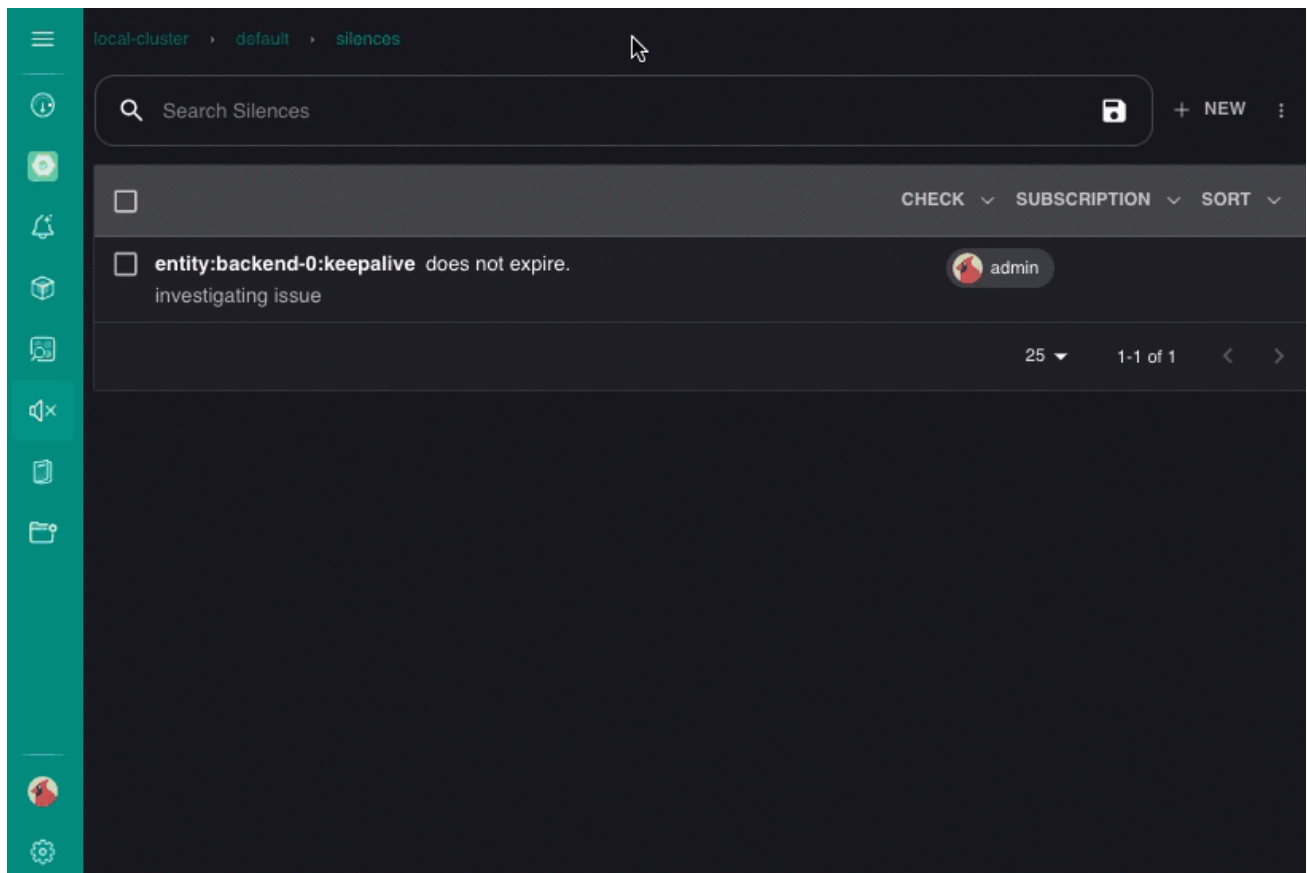 local-cluster › default › silences
Search Silences
+ NEW
CHECK SUBSCRIPTION SORT
entity:backend-0:keepalive does not expire.
admin
investigating issue
25 1-1 of 1